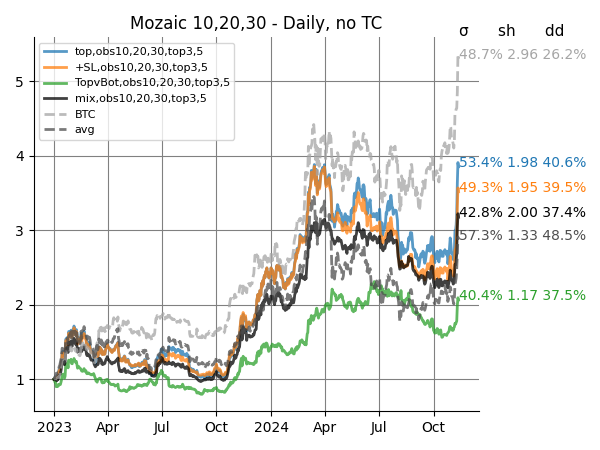 Mozaic 10,20,30 - Daily, no TC
σ sh dd
top,obs10,20,30,top3,5
+SL,obs10,20,30,top3,5
TopvBot,obs10,20,30,top3,5
mix,obs10,20,30,top3,5
BTC
avg
48.7% 2.96 26.2%
53.4% 1.98 40.6%
49.3% 1.95 39.5%
42.8% 2.00 37.4%
57.3% 1.33 48.5%
40.4% 1.17 37.5%
5
4
3
2
1
2023 Apr Jul Oct 2024 Apr Jul Oct